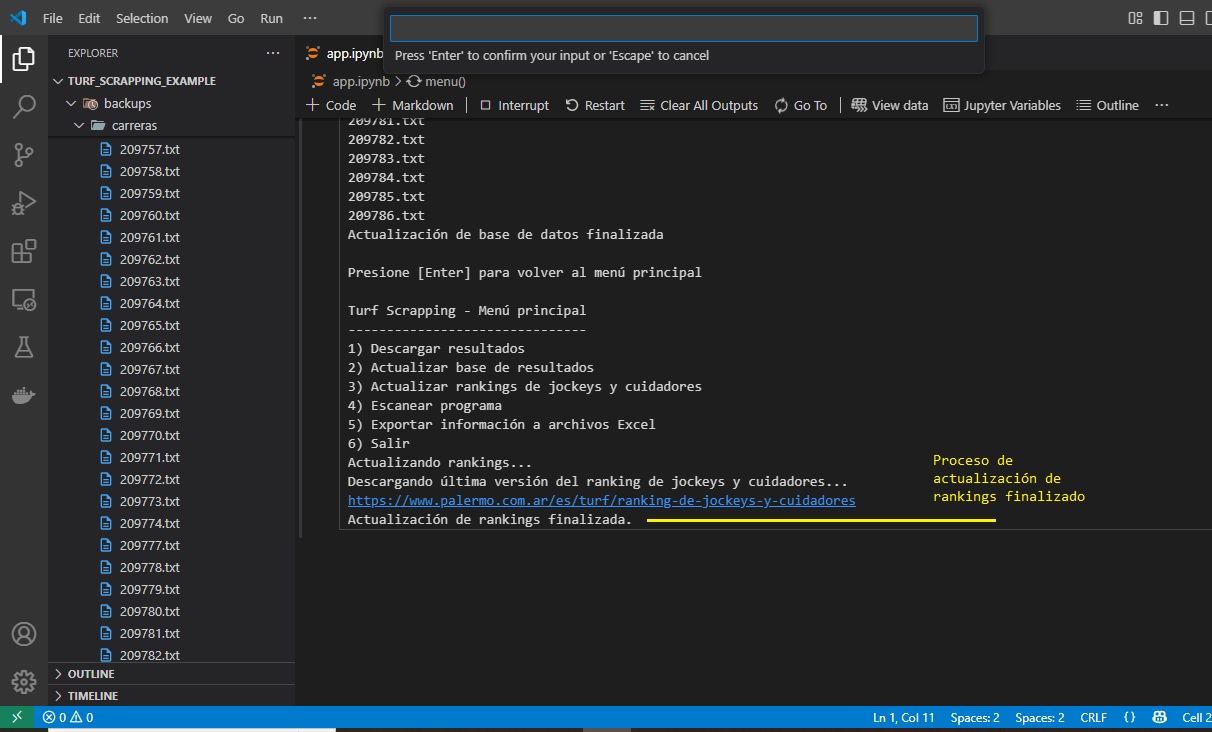 File Edit Selection View Go Run ···
Press 'Enter' to confirm your input or 'Escape' to cancel
EXPLORER ···
TURF_SCRAPPING_EXAMPLE
backups
carreras
209757.txt
209758.txt
209759.txt
209760.txt
209761.txt
209762.txt
209763.txt
209764.txt
209765.txt
209766.txt
209767.txt
209768.txt
209769.txt
209770.txt
209771.txt
209772.txt
209773.txt
209774.txt
209777.txt
209778.txt
209779.txt
209780.txt
209781.txt
209782.txt
OUTLINE
TIMELINE
app.ipynb
app.ipynb > menu()
+ Code + Markdown Interrupt Restart Clear All Outputs Go To View data Jupyter Variables Outline ···
209781.txt
209782.txt
209783.txt
209784.txt
209785.txt
209786.txt
Actualización de base de datos finalizada
Presione [Enter] para volver al menú principal
Turf Scrapping - Menú principal
-------------------------------
1) Descargar resultados
2) Actualizar base de resultados
3) Actualizar rankings de jockeys y cuidadores
4) Escanear programa
5) Exportar información a archivos Excel
6) Salir
Actualizando rankings...
Descargando última versión del ranking de jockeys y cuidadores...
https://www.palermo.com.ar/es/turf/ranking-de-jockeys-y-cuidadores
Actualización de rankings finalizada.
Proceso de
actualización de
rankings finalizado
0 0 Ln 1, Col 11 Spaces: 2 Spaces: 2 CRLF {} Cell 2